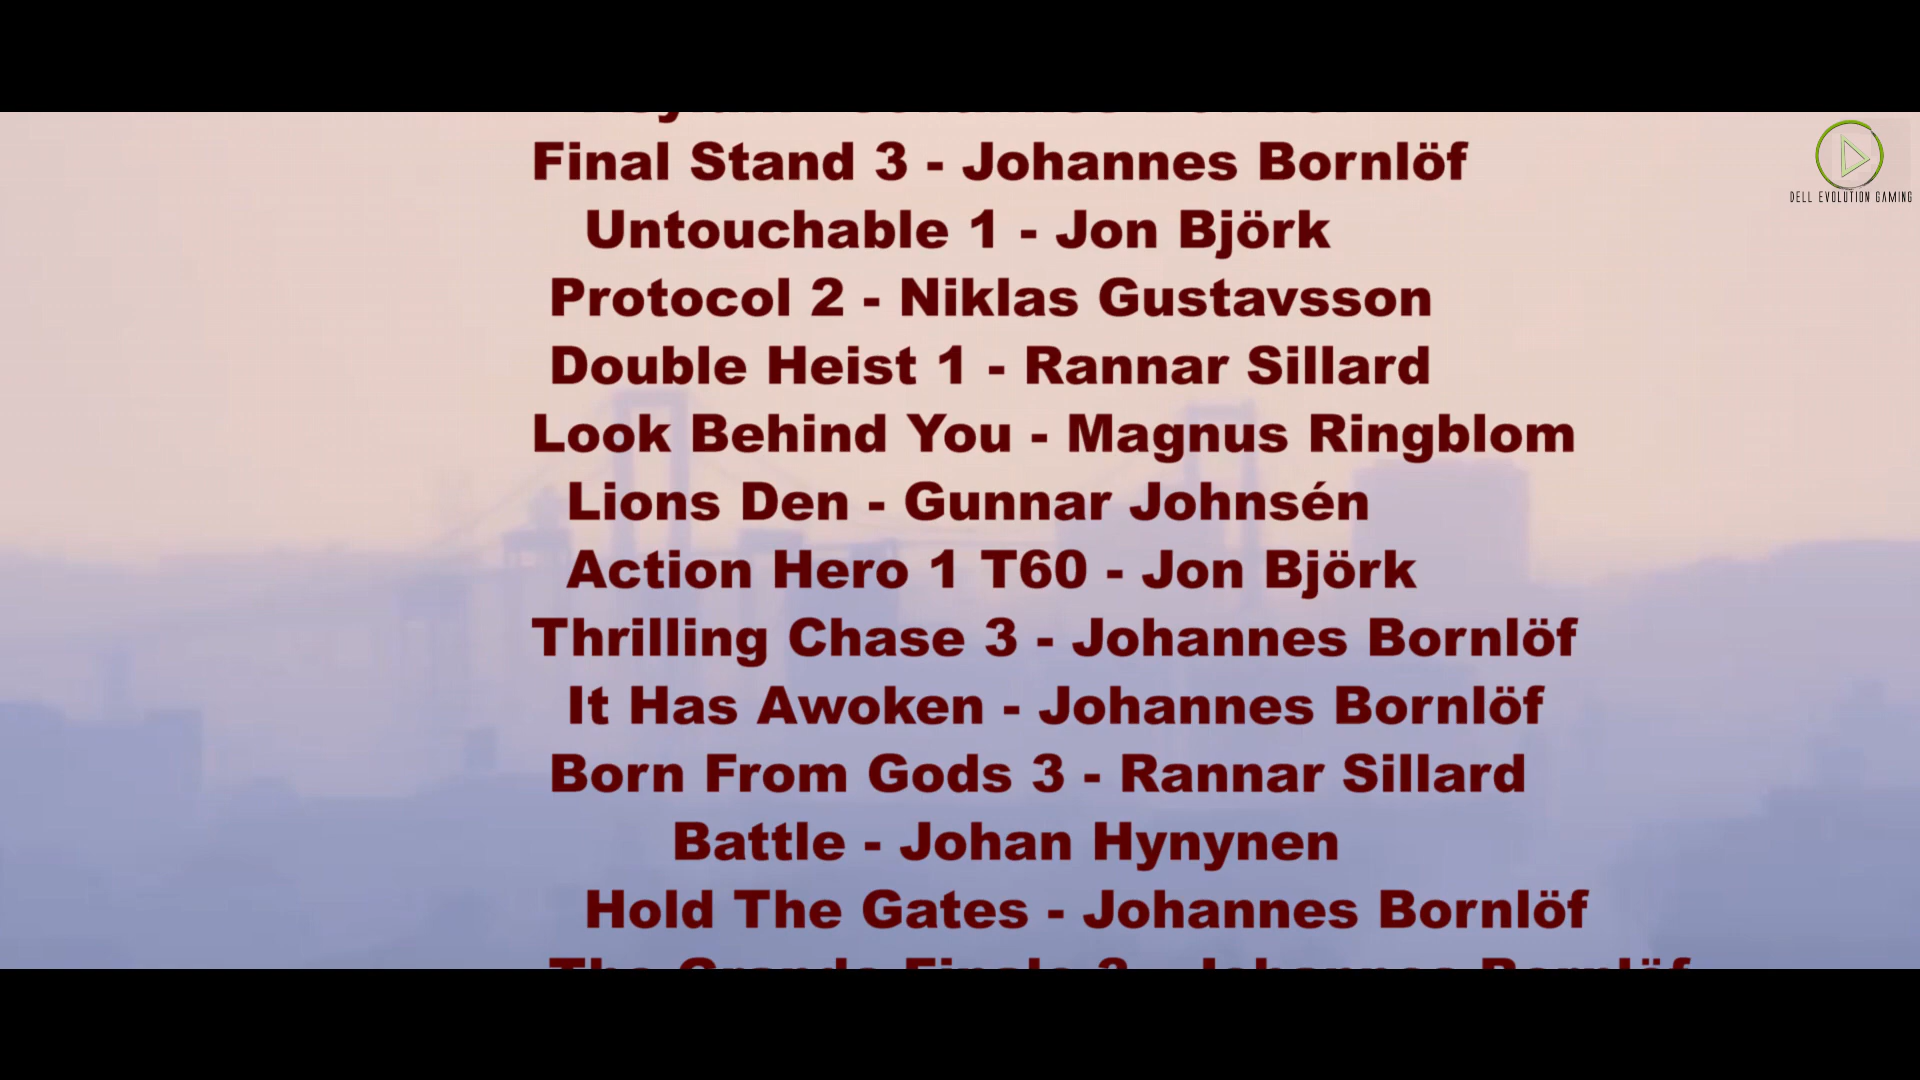 Final Stand 3 - Johannes Bornlöf
DELL EVOLUTION GAMING
Untouchable 1 - Jon Björk
Protocol 2 - Niklas Gustavsson
Double Heist 1 - Rannar Sillard
Look Behind You - Magnus Ringblom
Lions Den - Gunnar Johnsén
Action Hero 1 T60 - Jon Björk
Thrilling Chase 3 - Johannes Bornlöf
It Has Awoken - Johannes Bornlöf
Born From Gods 3 - Rannar Sillard
Battle - Johan Hynynen
Hold The Gates - Johannes Bornlöf